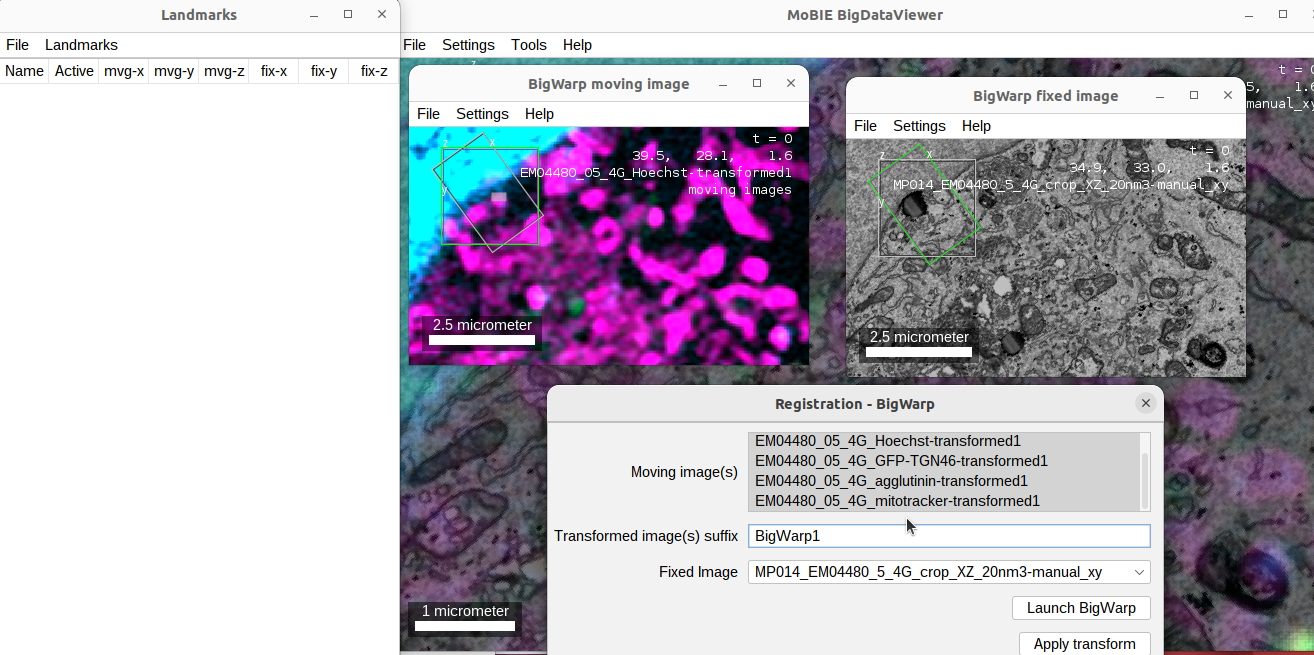 Landmarks
File Landmarks
Name Active mvg-x mvg-y mvg-z fix-x fix-y fix-z
MoBIE BigDataViewer
File Settings Tools Help
BigWarp moving image
File Settings Help
t = 0
39.5, 28.1, 1.6
EM04480_05_4G_Hoechst-transformed1
moving images
z x
y
2.5 micrometer
BigWarp fixed image
File Settings Help
t = 0
34.9, 33.0, 1.6
MP014_EM04480_5_4G_crop_XZ_20nm3-manual_xy
z x
y
2.5 micrometer
t = 0
5, 1.6
manual_xy
Registration - BigWarp
Moving image(s)
EM04480_05_4G_Hoechst-transformed1
EM04480_05_4G_GFP-TGN46-transformed1
EM04480_05_4G_agglutinin-transformed1
EM04480_05_4G_mitotracker-transformed1
Transformed image(s) suffix BigWarp1
Fixed Image MP014_EM04480_5_4G_crop_XZ_20nm3-manual_xy
Launch BigWarp
Apply transform
1 micrometer